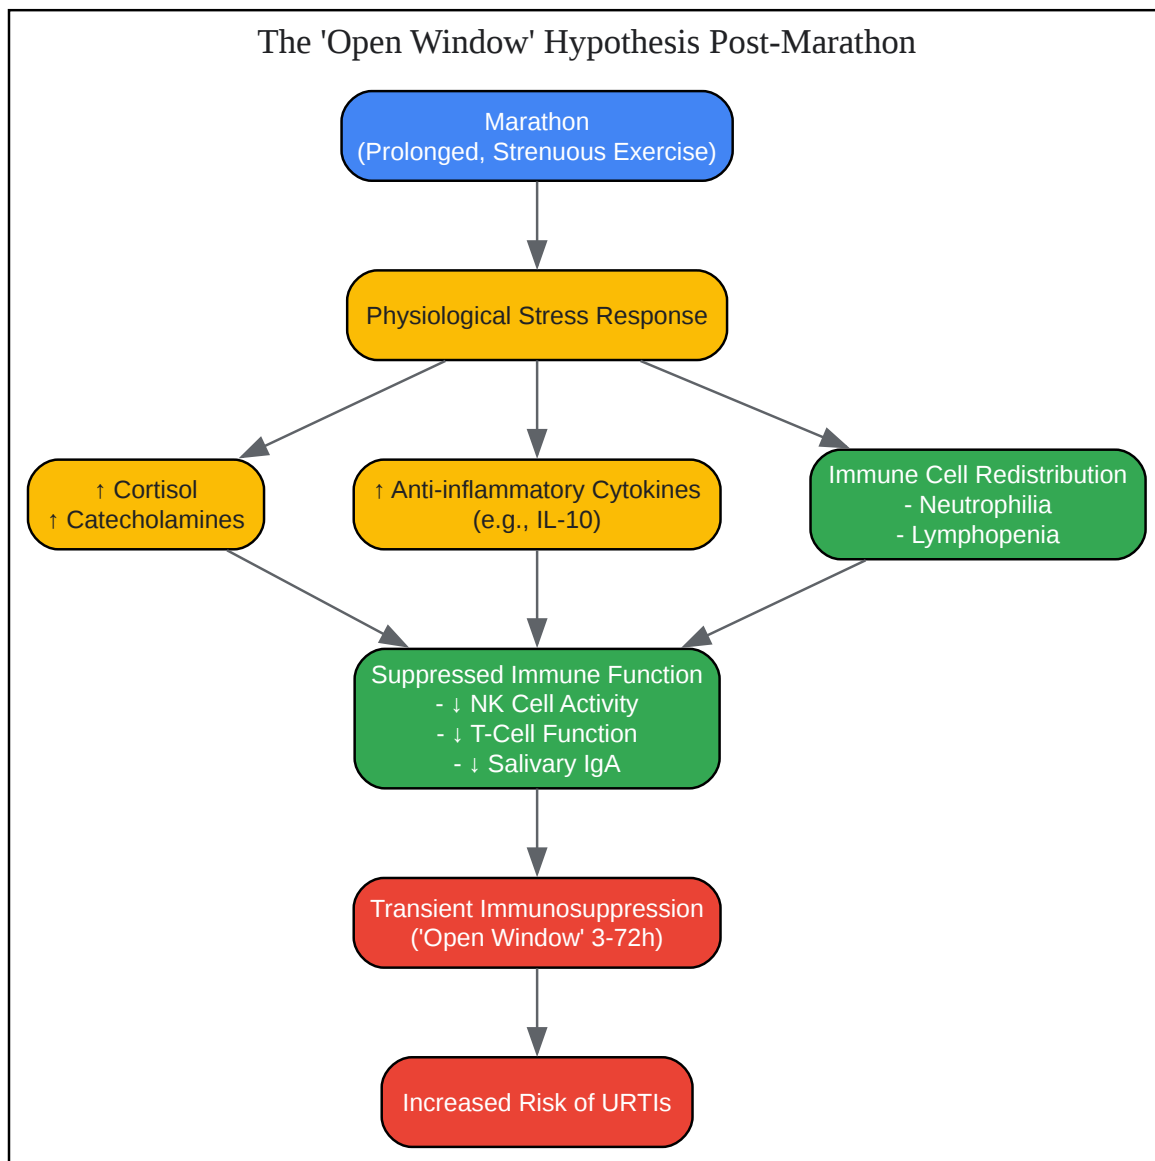 The 'Open Window' Hypothesis Post-Marathon
Marathon
(Prolonged, Strenuous Exercise)
Physiological Stress Response
↑ Cortisol
↑ Catecholamines
↑ Anti-inflammatory Cytokines
(e.g., IL-10)
Immune Cell Redistribution
- Neutrophilia
- Lymphopenia
Suppressed Immune Function
- ↓ NK Cell Activity
- ↓ T-Cell Function
- ↓ Salivary IgA
Transient Immunosuppression
('Open Window' 3-72h)
Increased Risk of URTIs